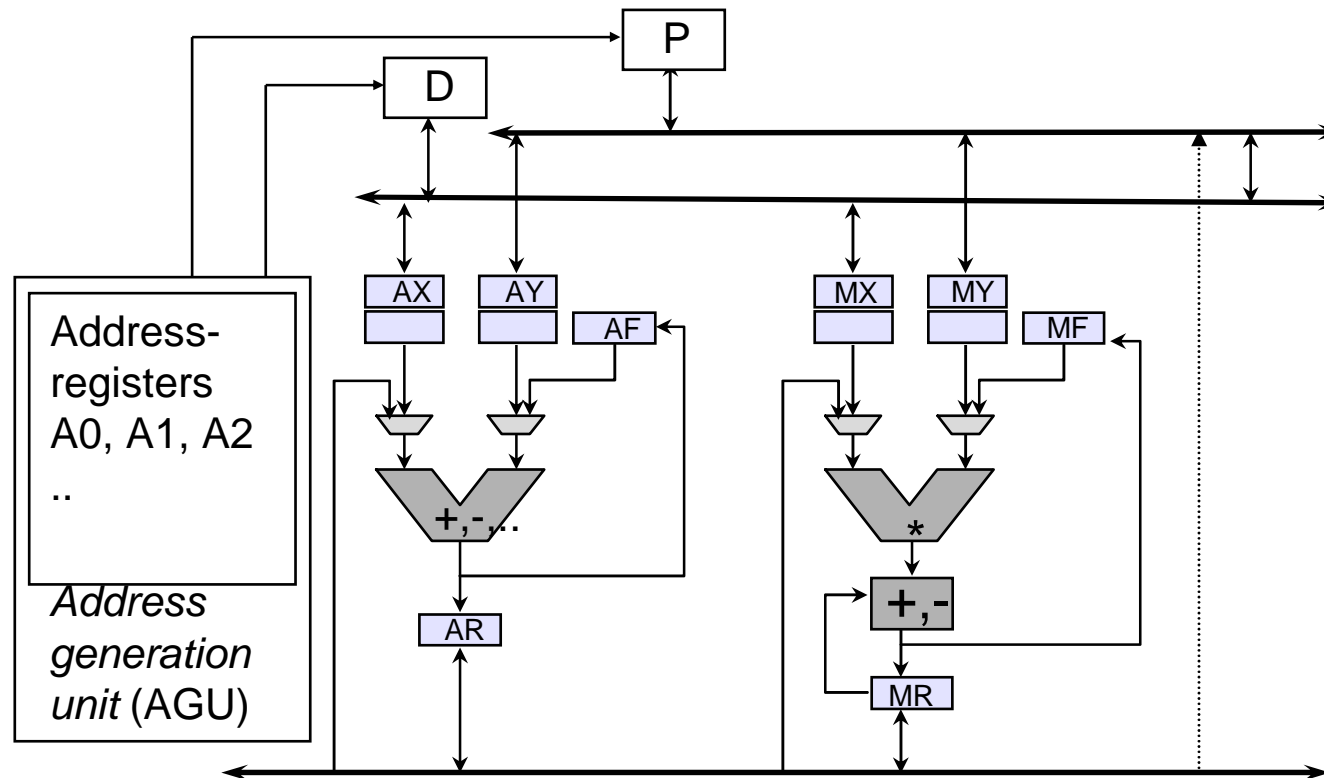 P
D
AX
AY
AF
MX
MY
MF
Address-
registers
A0, A1, A2
..
+,-,..
*
+,-
AR
MR
Address
generation
unit (AGU)